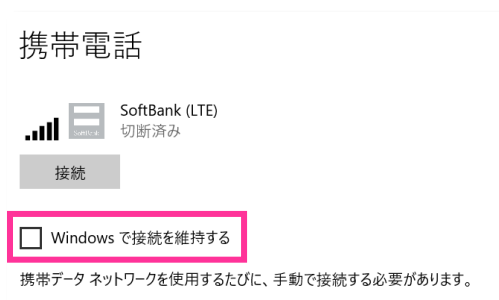 携帯電話
SoftBank (LTE)
SoftBank
切断済み
接続
Windows で接続を維持する
携帯データ ネットワークを使用するたびに、手動で接続する必要があります。